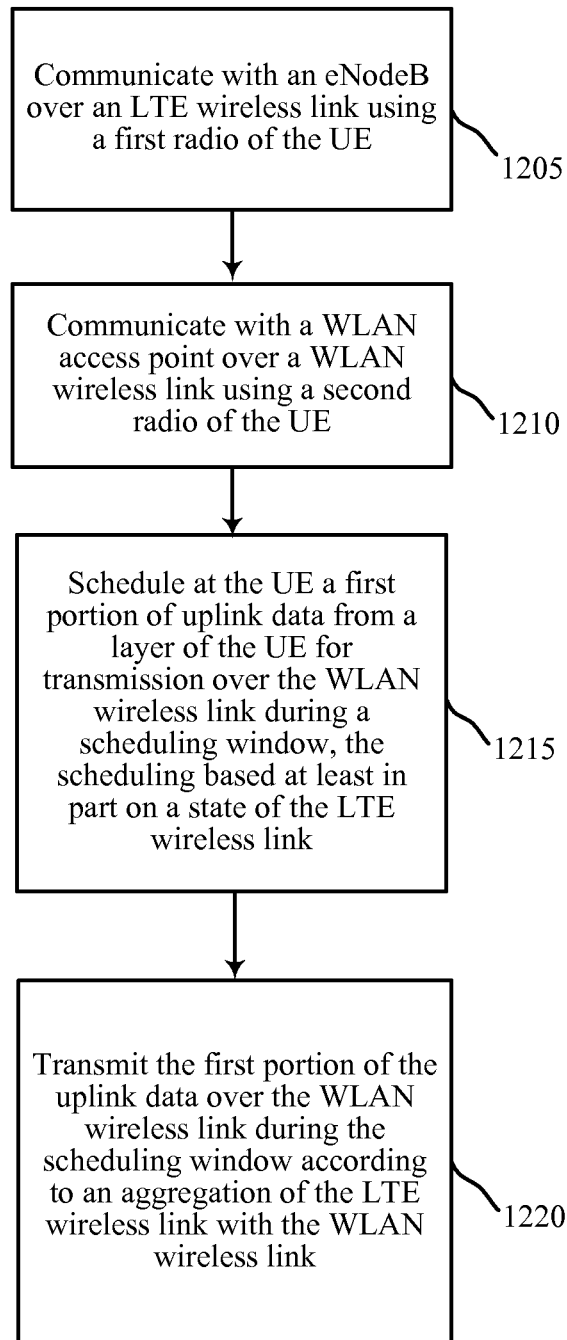 Communicate with an eNodeB
over an LTE wireless link using
a first radio of the UE
1205
Communicate with a WLAN
access point over a WLAN
wireless link using a second
radio of the UE
1210
Schedule at the UE a first
portion of uplink data from a
layer of the UE for
transmission over the WLAN
wireless link during a
scheduling window, the
scheduling based at least in
part on a state of the LTE
wireless link
1215
Transmit the first portion of the
uplink data over the WLAN
wireless link during the
scheduling window according
to an aggregation of the LTE
wireless link with the WLAN
wireless link
1220